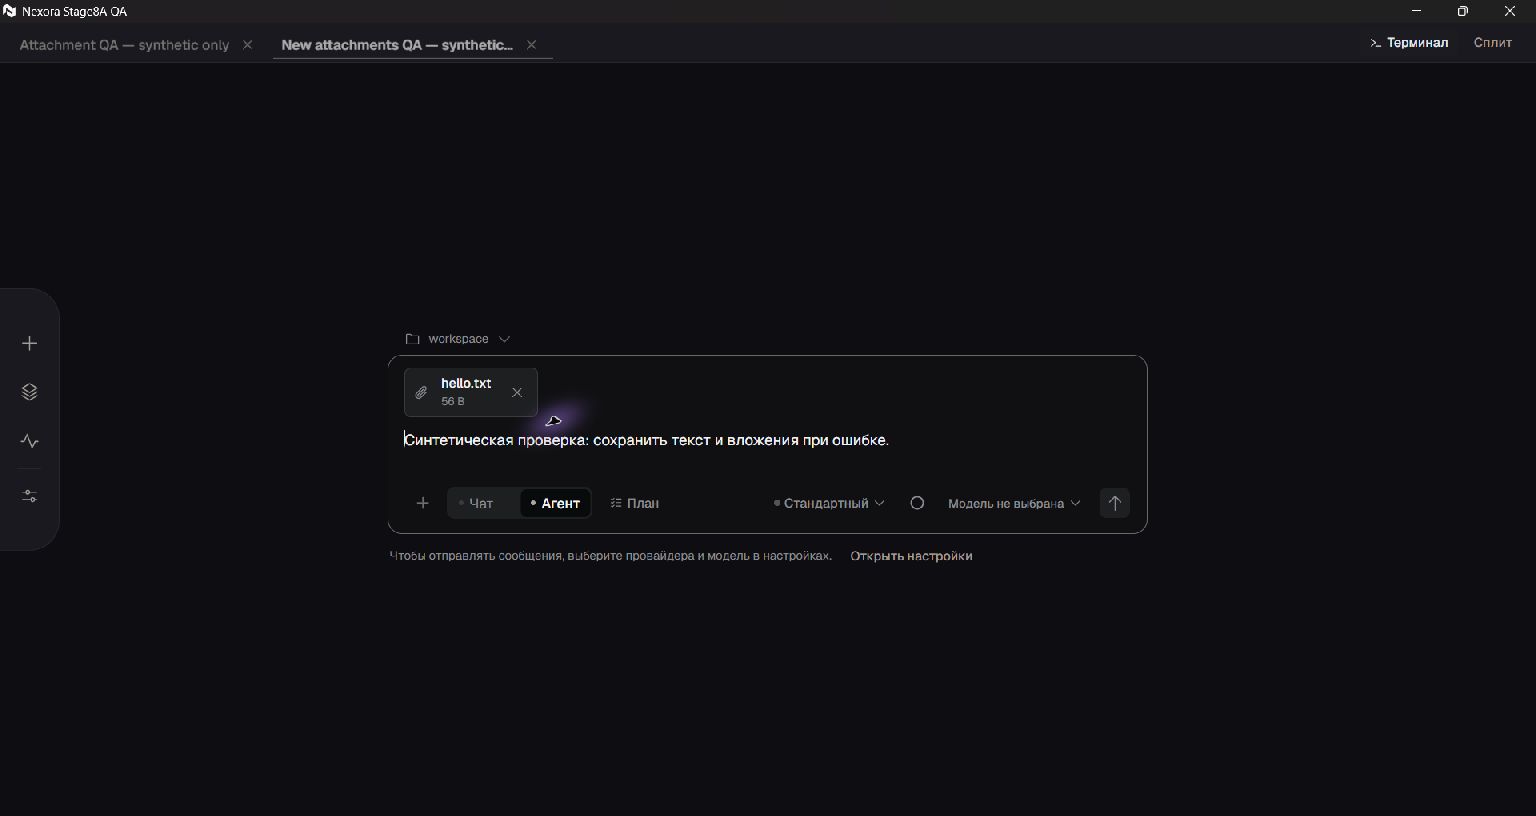 Nexora Stage8A QA
Attachment QA — synthetic only
New attachments QA — synthetic...
Терминал
Сплит
workspace
hello.txt
56 B
Синтетическая проверка: сохранить текст и вложения при ошибке.
Чат
Агент
План
Стандартный
Модель не выбрана
Чтобы отправлять сообщения, выберите провайдера и модель в настройках. Открыть настройки